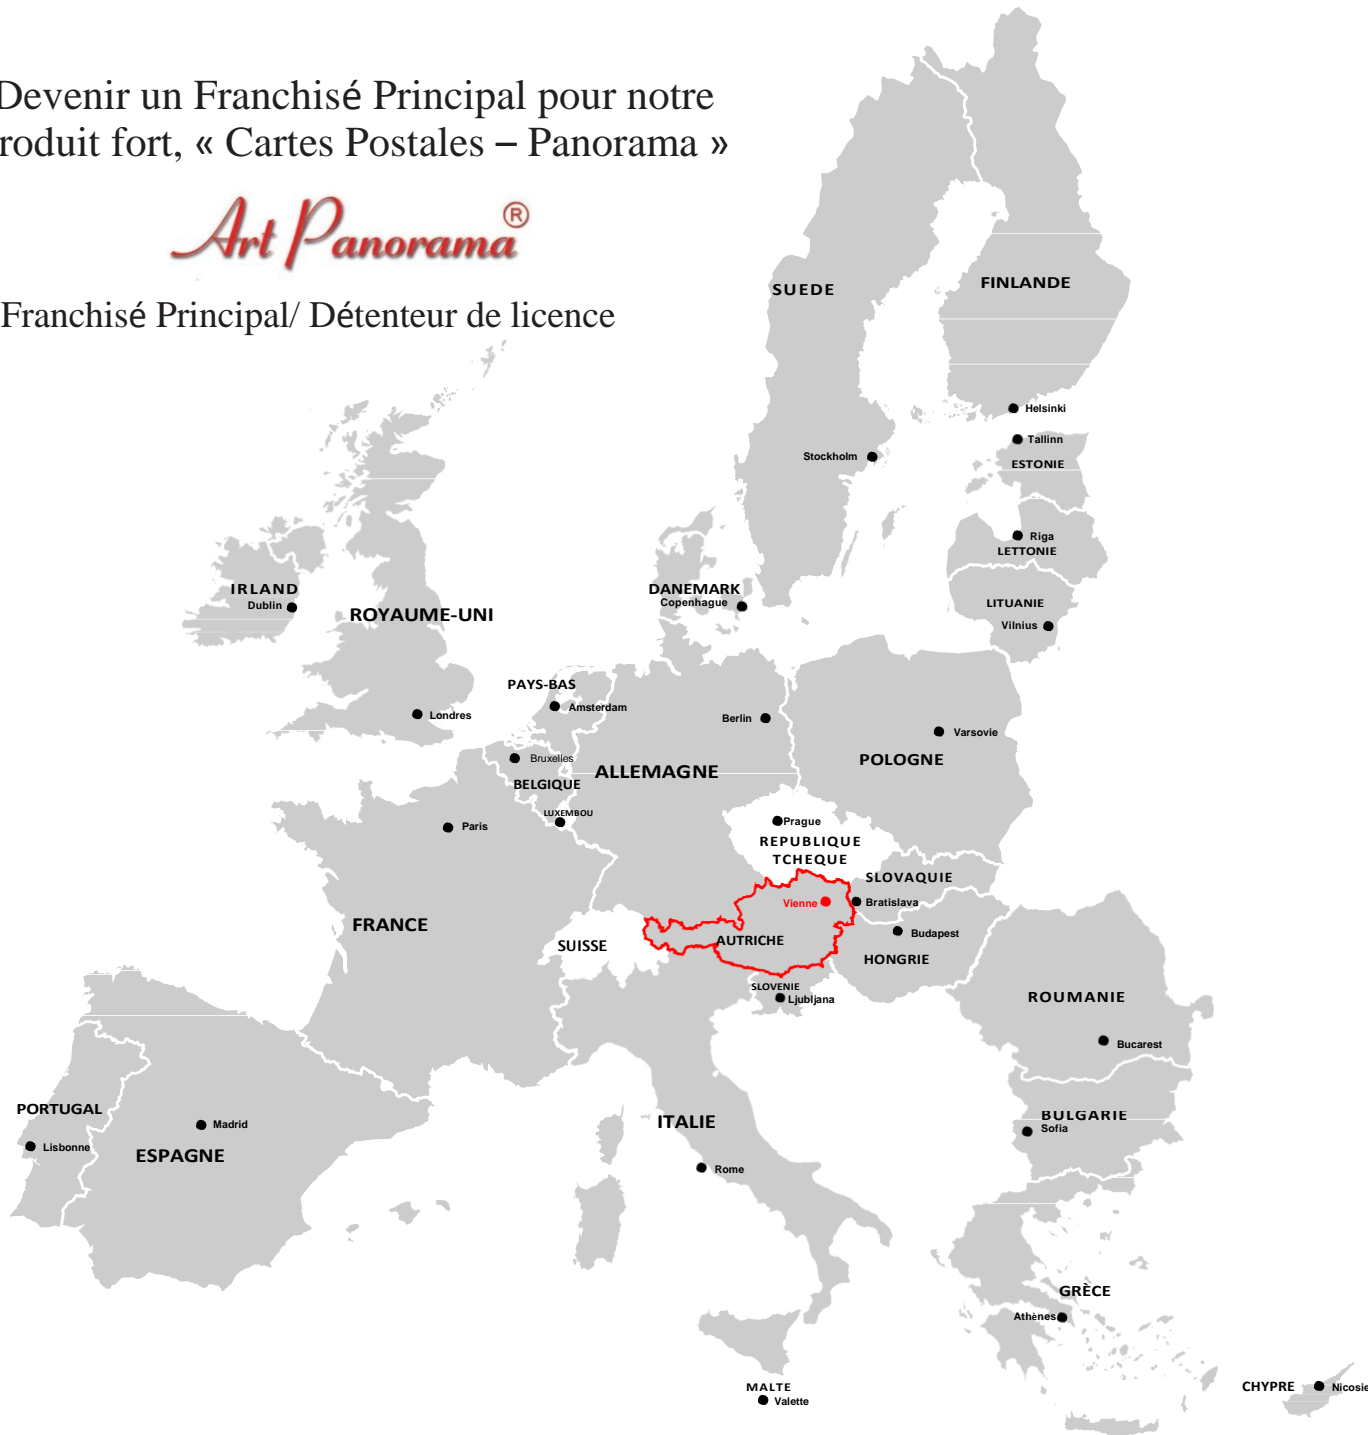 Devenir un Franchisé Principal pour notre
roduit fort, « Cartes Postales – Panorama »
Art Panorama®
Franchisé Principal/ Détenteur de licence
SUEDE
FINLANDE
Helsinki
Tallinn
Stockholm
ESTONIE
Riga
LETTONIE
IRLAND
Dublin
DANEMARK
Copenhague
LITUANIE
ROYAUME-UNI
Vilnius
PAYS-BAS
Amsterdam
Londres
Berlin
Varsovie
Bruxelles
POLOGNE
ALLEMAGNE
BELGIQUE
LUXEMBOU
Paris
Prague
REPUBLIQUE
TCHEQUE
SLOVAQUIE
Vienne
Bratislava
FRANCE
Budapest
AUTRICHE
SUISSE
HONGRIE
SLOVENIE
Ljubljana
ROUMANIE
Bucarest
PORTUGAL
BULGARIE
Madrid
ITALIE
Sofia
Lisbonne
ESPAGNE
Rome
GRÈCE
Athènes
MALTE
Valette
CHYPRE
Nicosie